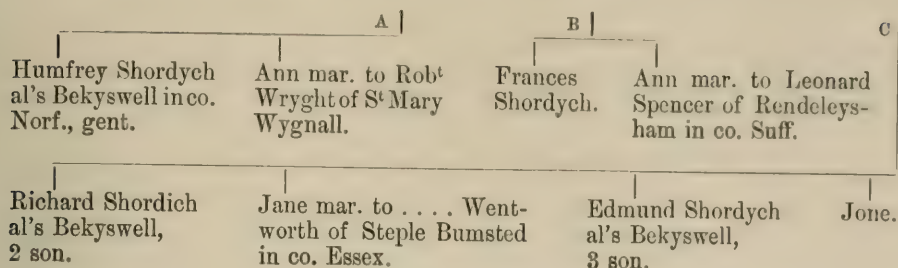 A B C
Humfrey Shordych
al's Bekyswell in co.
Norf., gent.
Ann mar. to Robt
Wryght of St Mary
Wygnall.
Frances
Shordych.
Ann mar. to Leonard
Spencer of Rendeleys-
ham in co. Suff.
Richard Shordich
al's Bekyswell,
2 son.
Jane mar. to . . . . Went-
worth of Steple Bumsted
in co. Essex.
Edmund Shordych
al's Bekyswell,
3 son.
Jone.